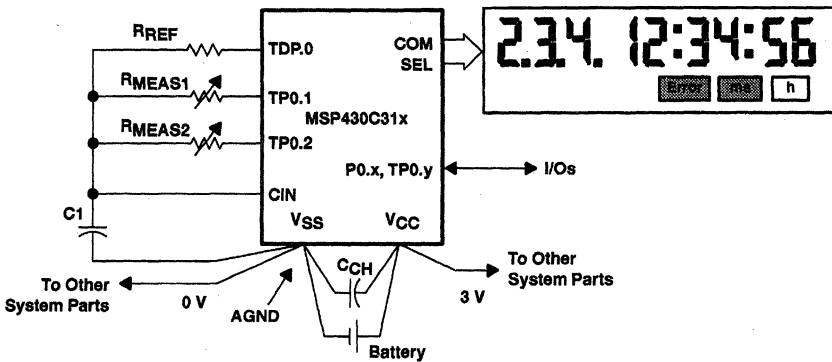 RREF
TDP.0
COM
SEL
2.3.4. 12:34:56
Error
ms
h
RMEAS1
TP0.1
MSP430C31x
RMEAS2
TP0.2
P0.x, TP0.y
I/Os
CIN
C1
VSS
VCC
To Other
System Parts
0 V
AGND
CCH
3 V
To Other
System Parts
Battery